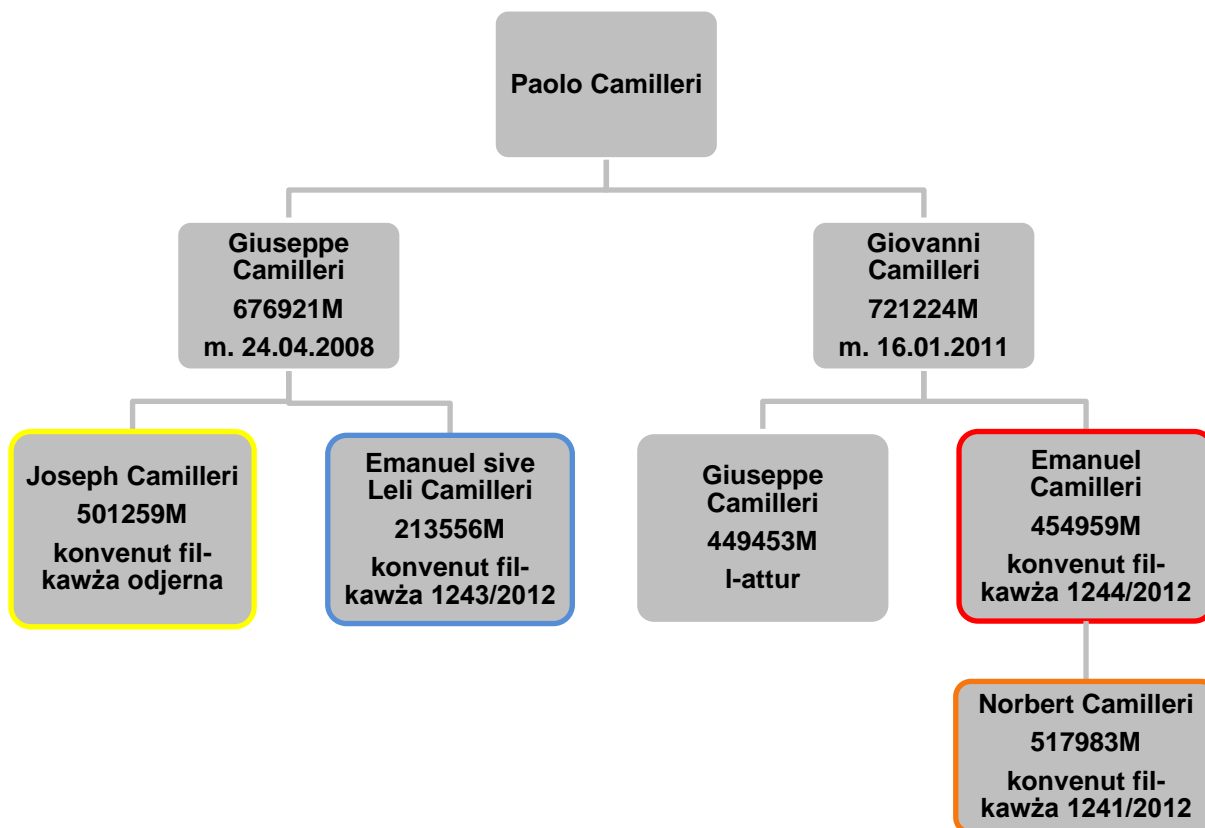 Paolo Camilleri
Giuseppe
Camilleri
676921M
m. 24.04.2008
Giovanni
Camilleri
721224M
m. 16.01.2011
Joseph Camilleri
501259M
konvenut fil-
kawża odjerna
Emanuel sive
Leli Camilleri
213556M
konvenut fil-
kawża 1243/2012
Giuseppe
Camilleri
449453M
l-attur
Emanuel
Camilleri
454959M
konvenut fil-
kawża 1244/2012
Norbert Camilleri
517983M
konvenut fil-
kawża 1241/2012